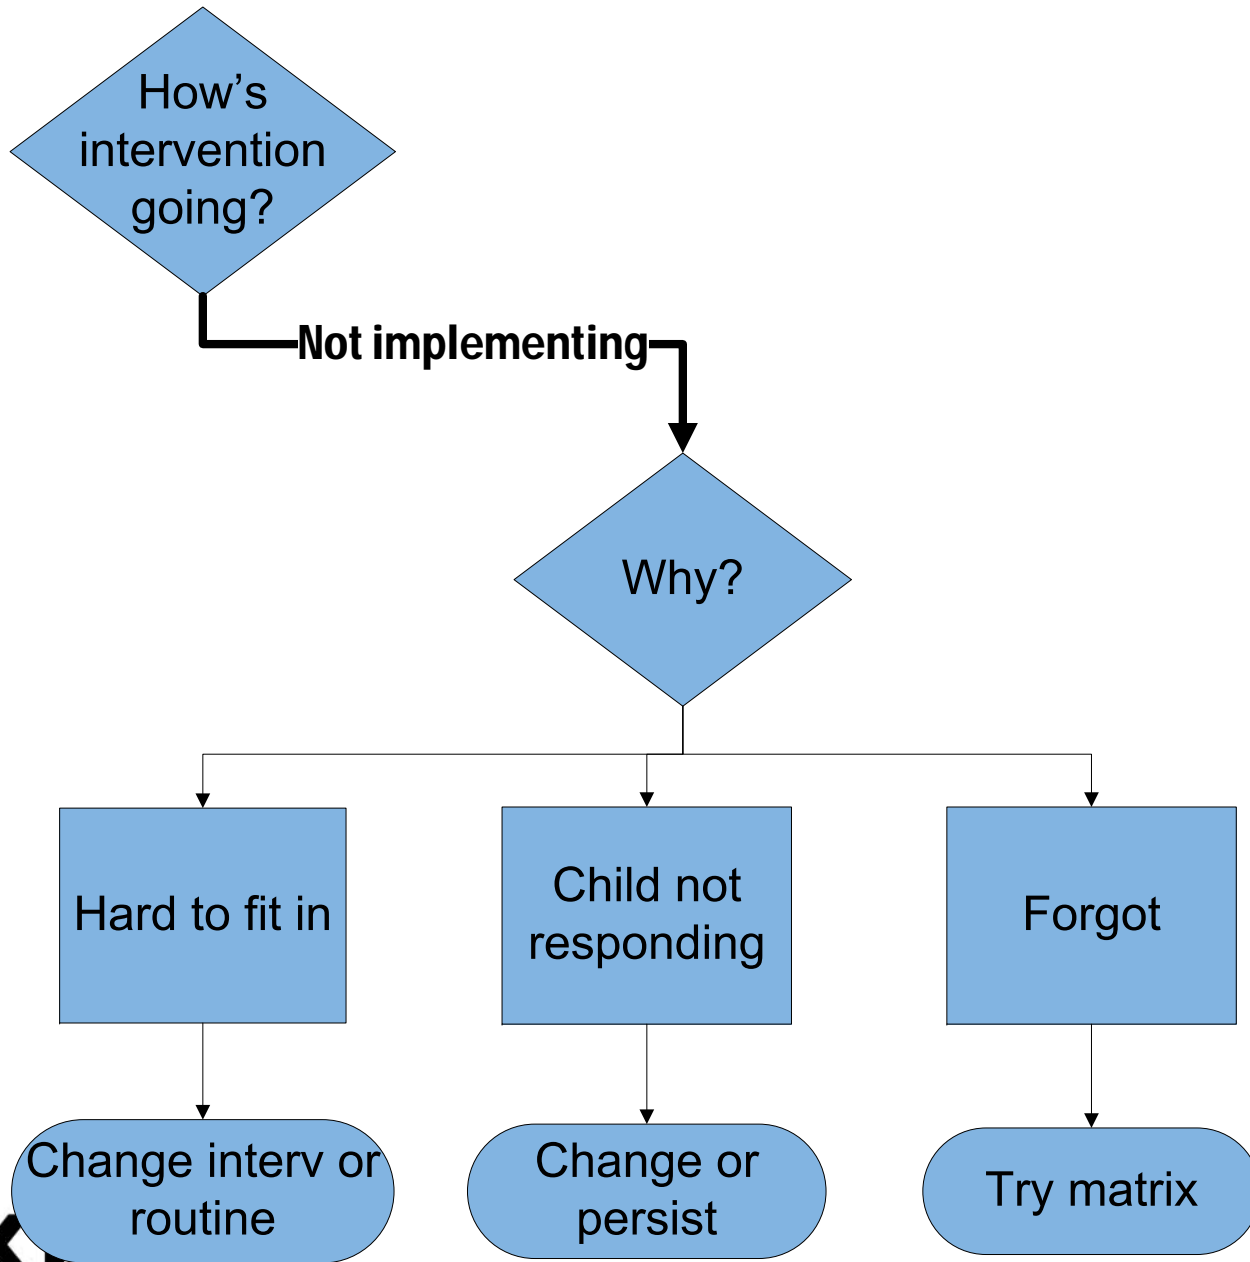 How’s
intervention
going?
Not implementing
Why?
Hard to fit in
Child not
responding
Forgot
Change interv or
routine
Change or
persist
Try matrix